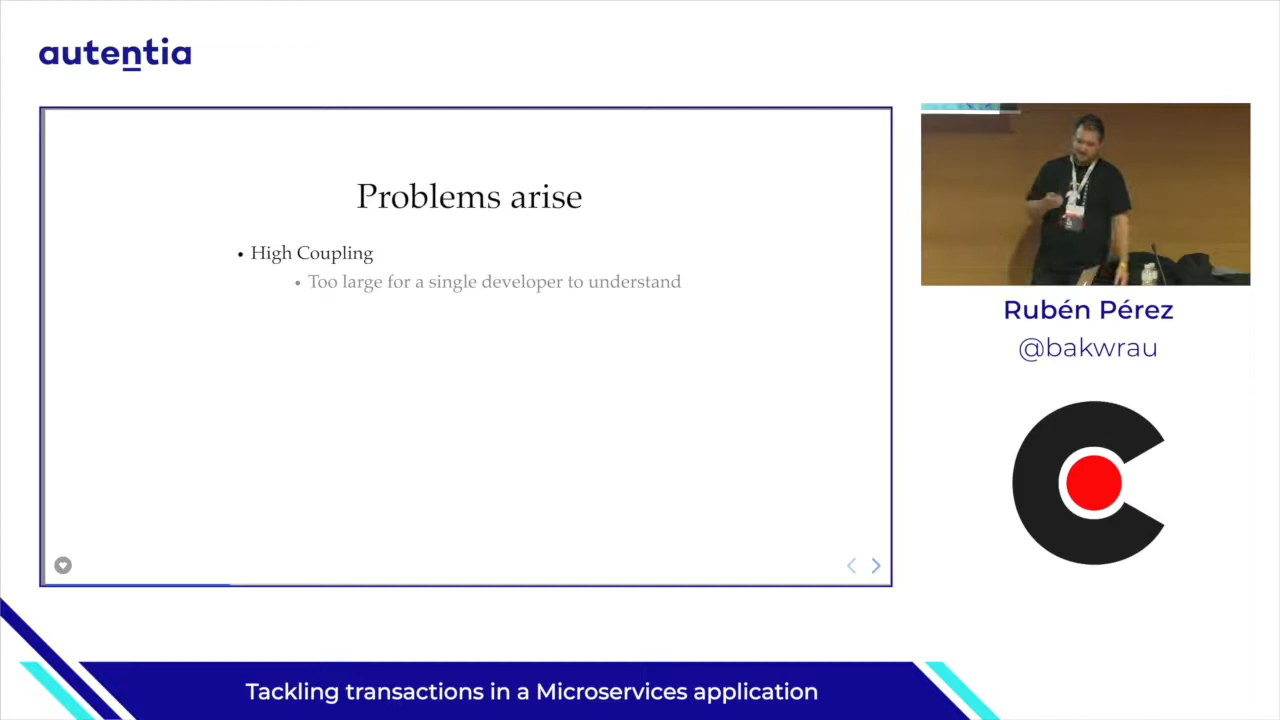 autentia
Problems arise
• High Coupling
• Too large for a single developer to understand
Rubén Pérez
@bakwrau
Tackling transactions in a Microservices application